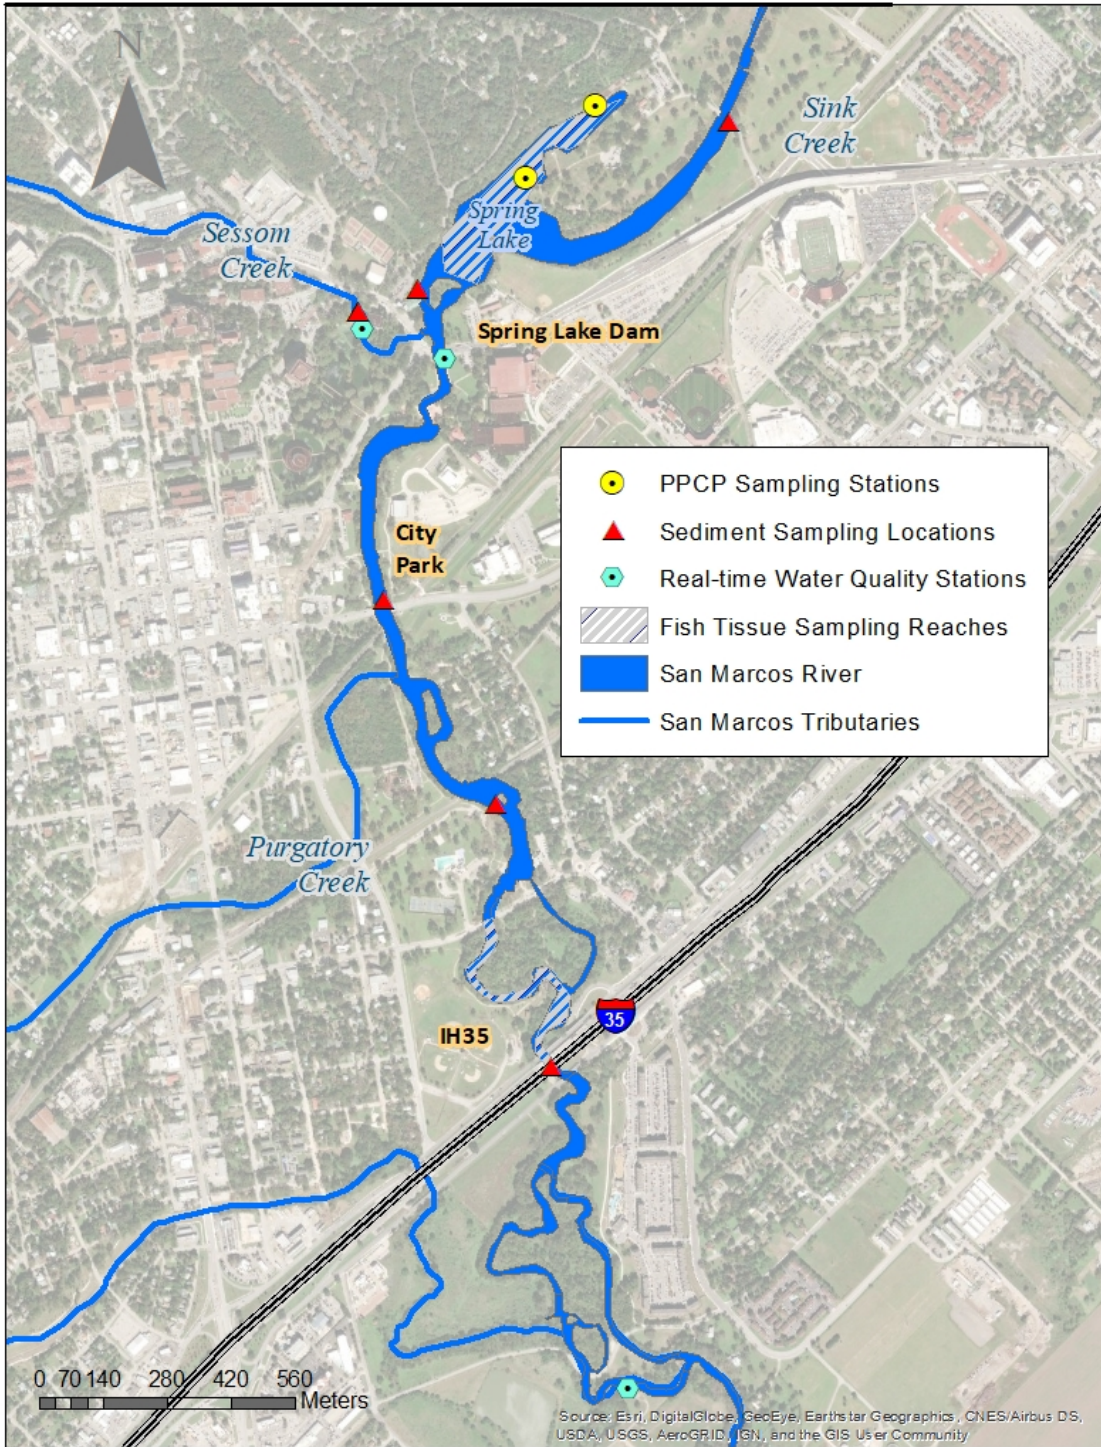 N
Sink
Creek
Spring
Lake
Sessom
Creek
Spring Lake Dam
PPCP Sampling Stations
Sediment Sampling Locations
Real-time Water Quality Stations
Fish Tissue Sampling Reaches
San Marcos River
San Marcos Tributaries
City
Park
Purgatory
Creek
35
IH35
0 70 140 280 420 560
Meters
Source: Esri, DigitalGlobe, GeoEye, Earthstar Geographics, CNES/Airbus DS,
USDA, USGS, AeroGRID, IGN, and the GIS User Community